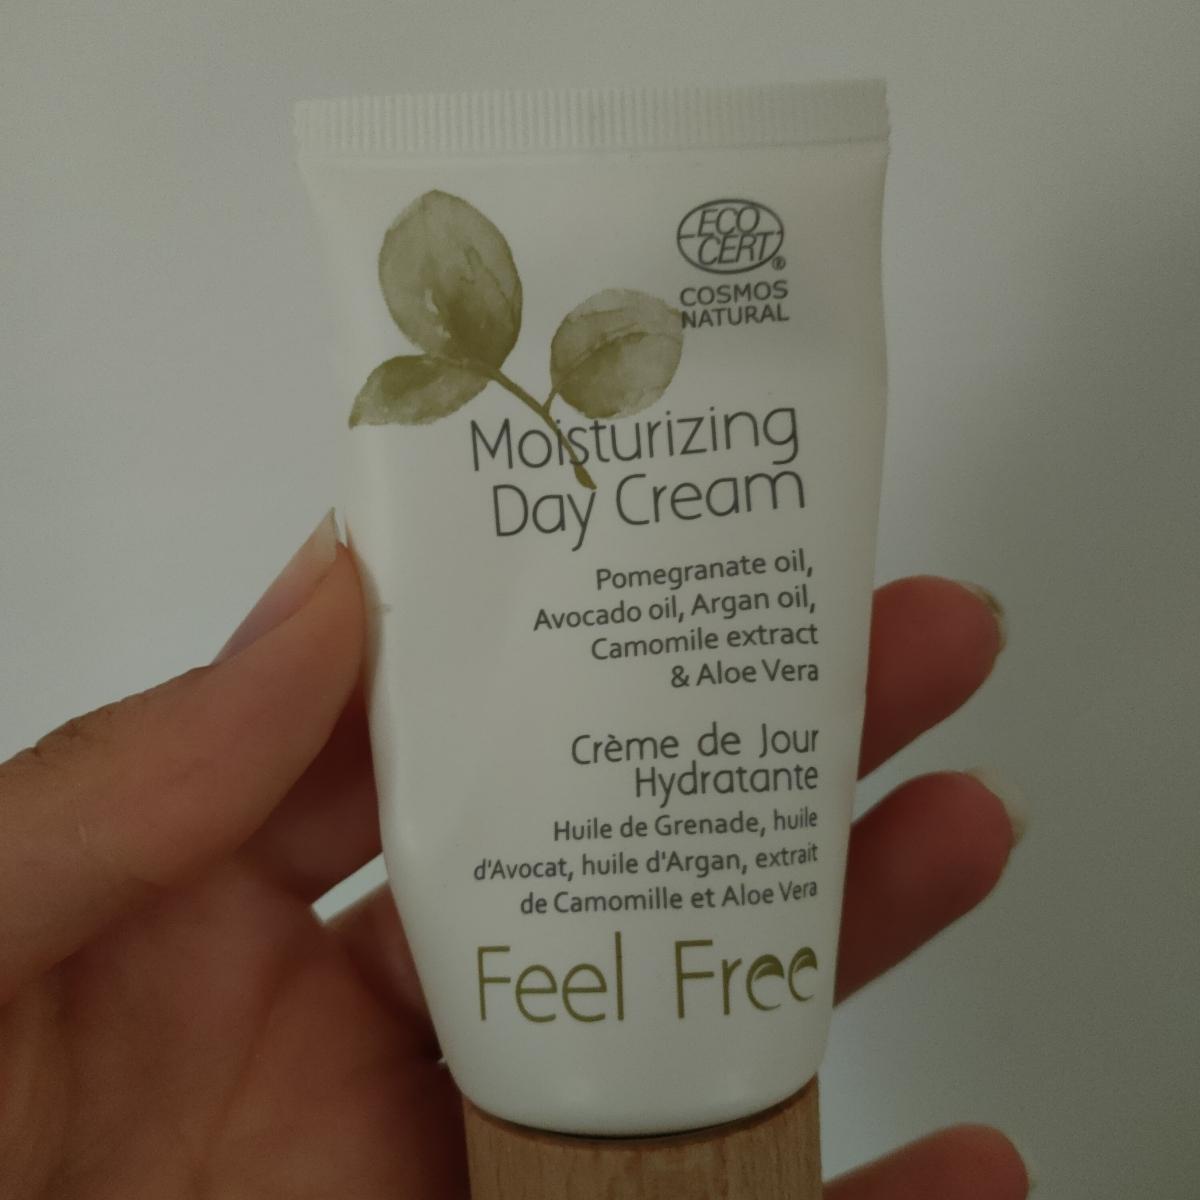 ECO
CERT®
COSMOS
NATURAL
Moisturizing
Day Cream
Pomegranate oil,
Avocado oil, Argan oil,
Camomile extract
& Aloe Vera
Crème de Jour
Hydratante
Huile de Grenade, huile
d'Avocat, huile d'Argan, extrait
de Camomille et Aloe Vera
Feel Free